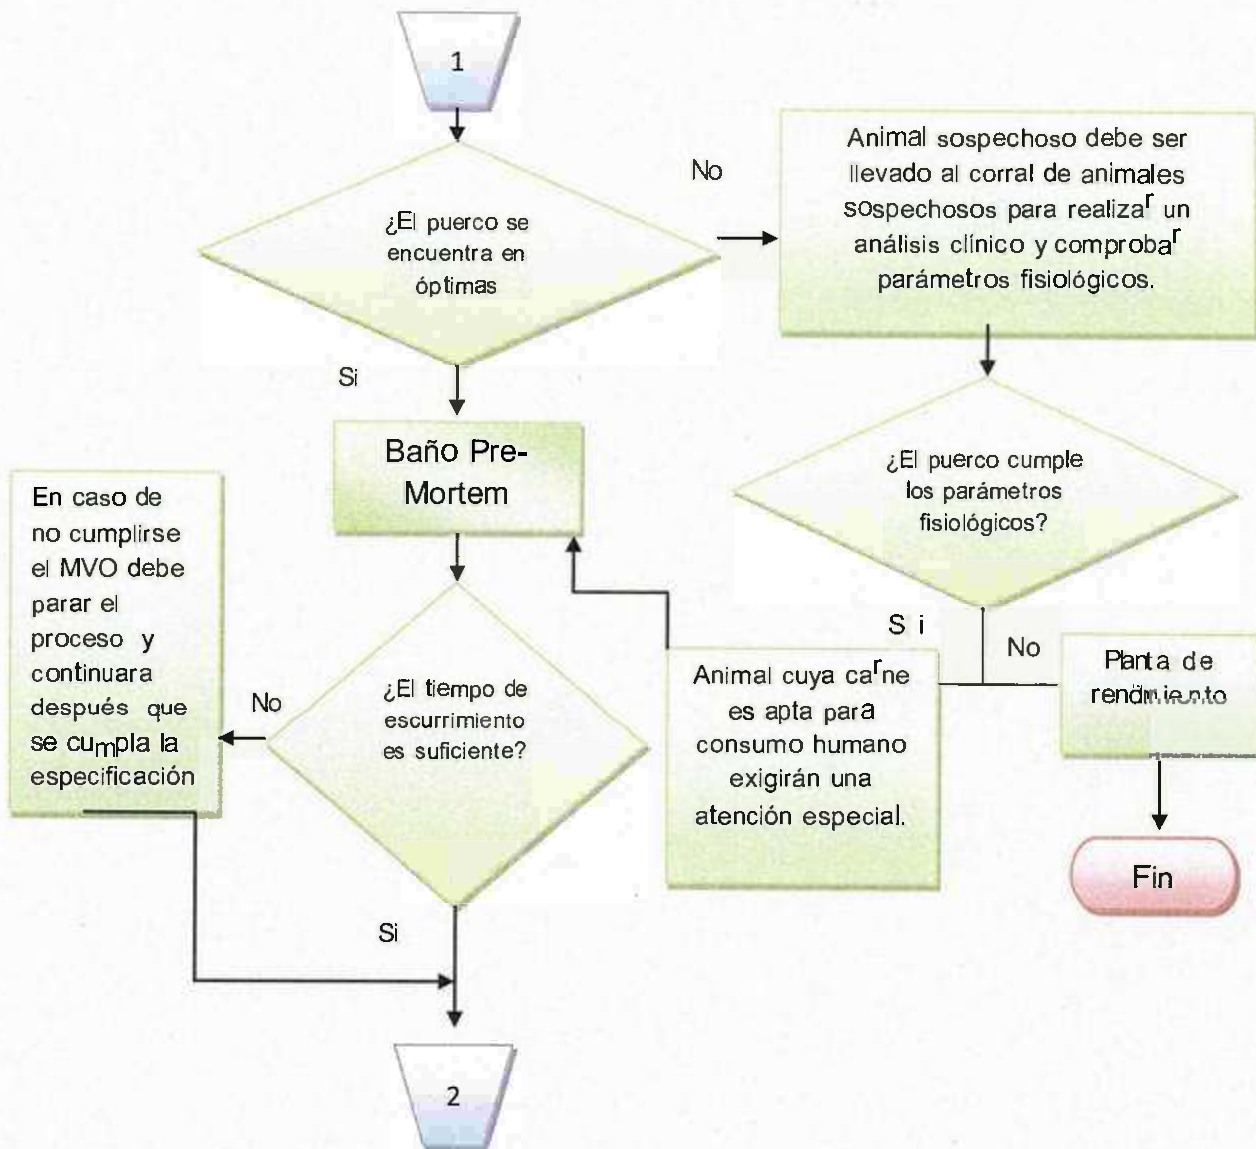 1
¿El puerco se
encuentra en
óptimas
No
Animal sospechoso debe ser
llevado al corral de animales
sospechosos para realizar un
análisis clínico y comprobar
parámetros fisiológicos.
Si
Baño Pre-
Mortem
¿El puerco cumple
los parámetros
fisiológicos?
En caso de
no cumplirse
el MVO debe
parar el
proceso y
continuara
después que
se cumpla la
especificación
No
¿El tiempo de
escurrimiento
es suficiente?
Si
Si
No
Animal cuya carne
es apta para
consumo humano
exigirán una
atención especial.
Planta de
rendimiento
Fin
2